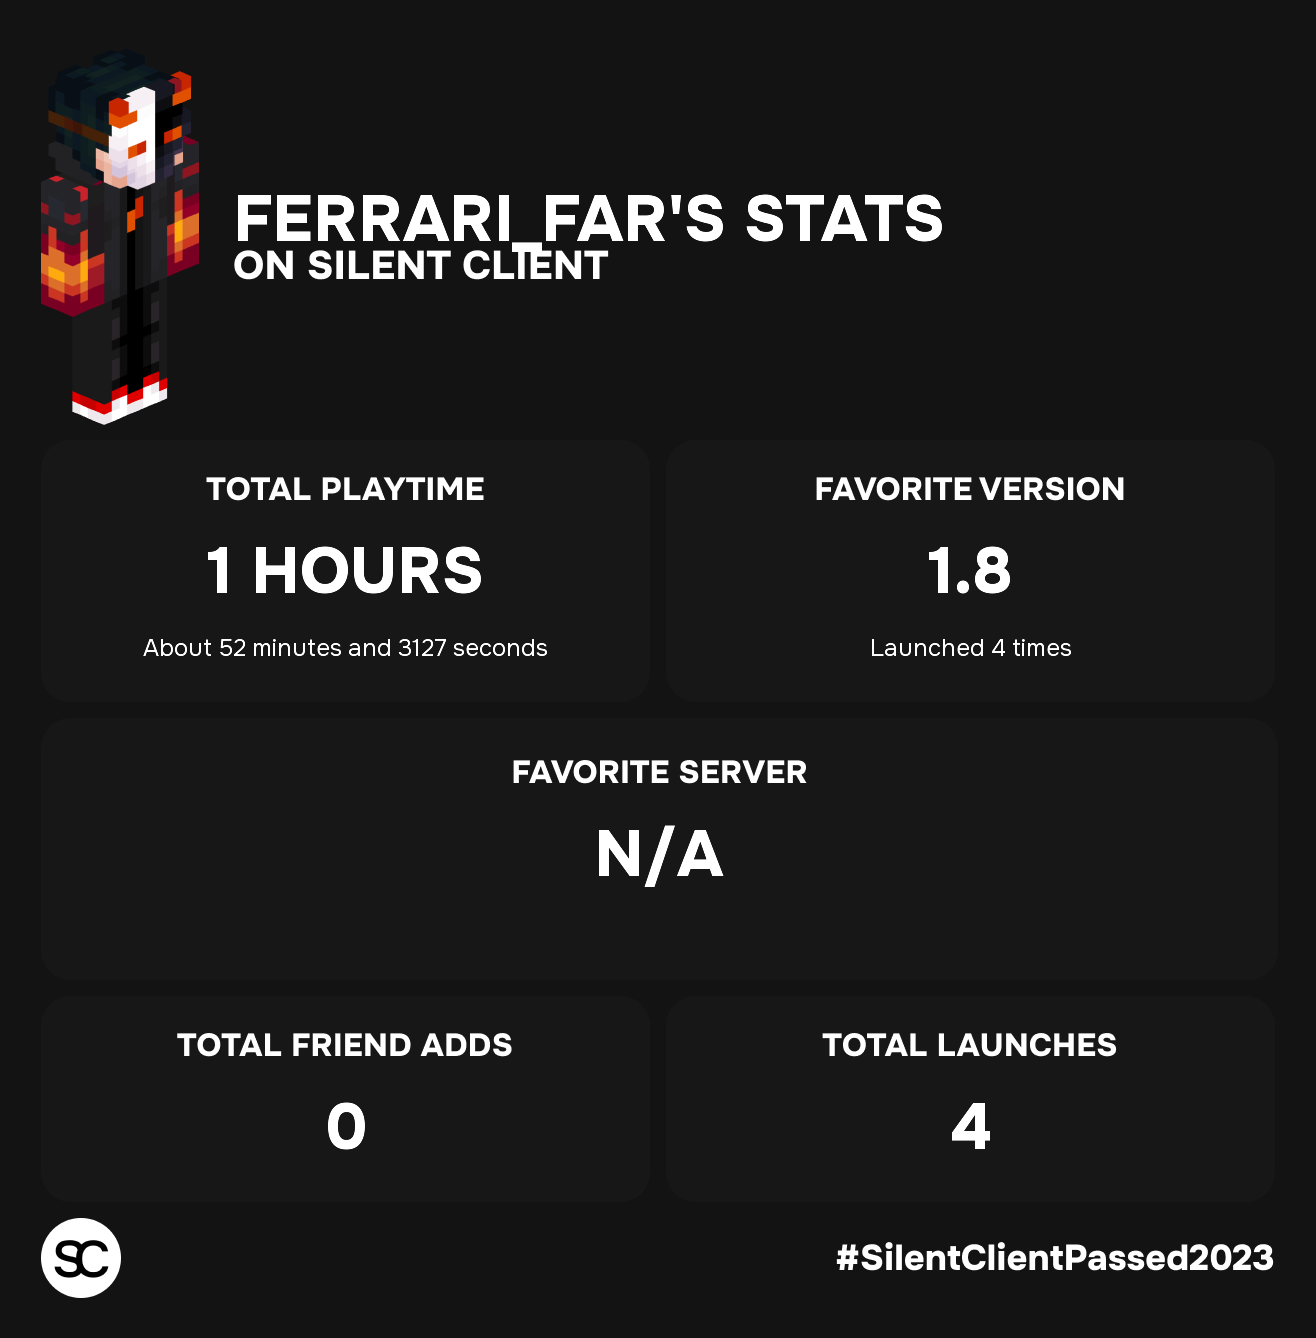 FERRARI_FAR'S STATS
ON SILENT CLIENT
TOTAL PLAYTIME
1 HOURS
About 52 minutes and 3127 seconds
FAVORITE VERSION
1.8
Launched 4 times
FAVORITE SERVER
N/A
TOTAL FRIEND ADDS
0
TOTAL LAUNCHES
4
SC
#SilentClientPassed2023